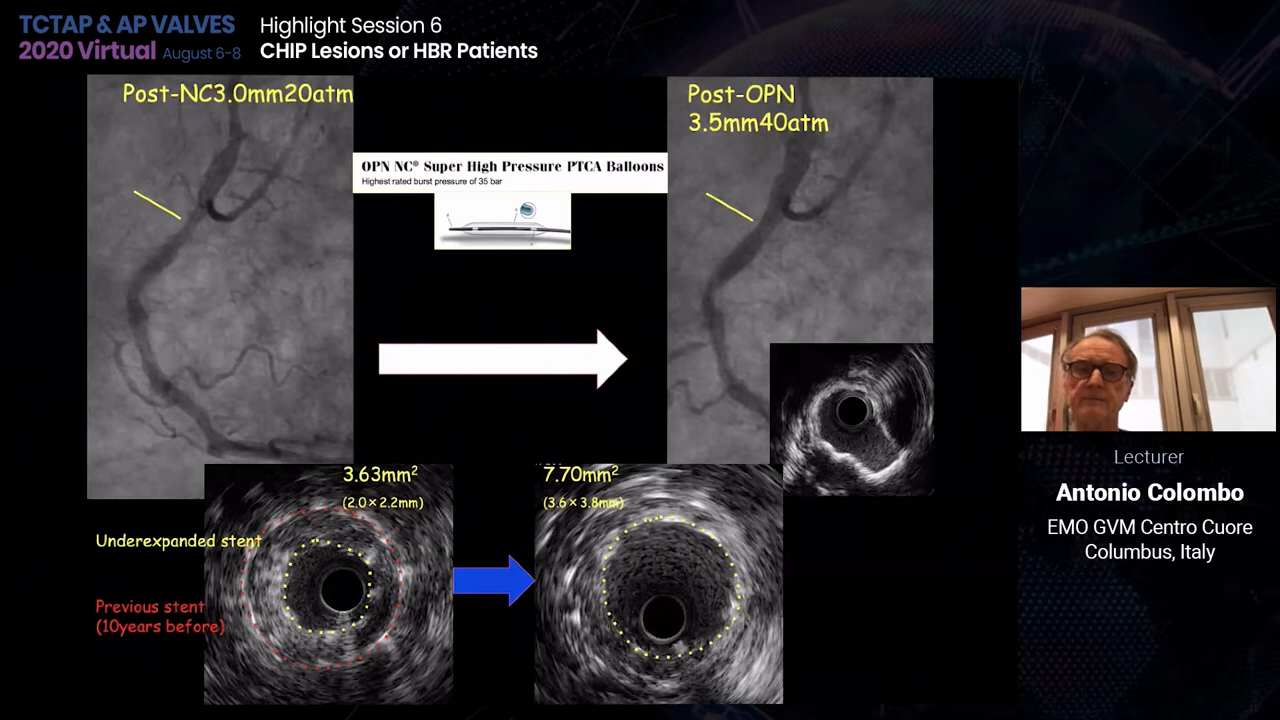 TCTAP & AP VALVES
2020 Virtual August 6-8
Highlight Session 6
CHIP Lesions or HBR Patients
Post-NC3.0mm20atm
OPN NC® Super High Pressure PTCA Balloons
Highest rated burst pressure of 35 bar
Post-OPN
3.5mm40atm
3.63mm²
(2.0×2.2mm)
7.70mm²
(3.6×3.8mm)
Underexpanded stent
Previous stent
(10years before)
Lecturer
Antonio Colombo
EMO GVM Centro Cuore
Columbus, Italy